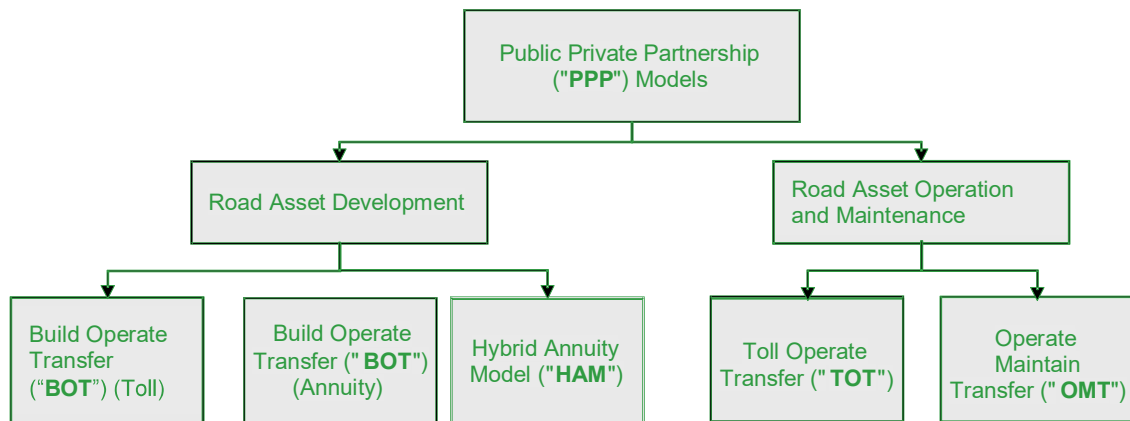 Public Private Partnership
("PPP") Models
Road Asset Development
Road Asset Operation
and Maintenance
Build Operate
Transfer
(“BOT”) (Toll)
Build Operate
Transfer (" BOT")
(Annuity)
Hybrid Annuity
Model ("HAM")
Toll Operate
Transfer (" TOT")
Operate
Maintain
Transfer (" OMT")